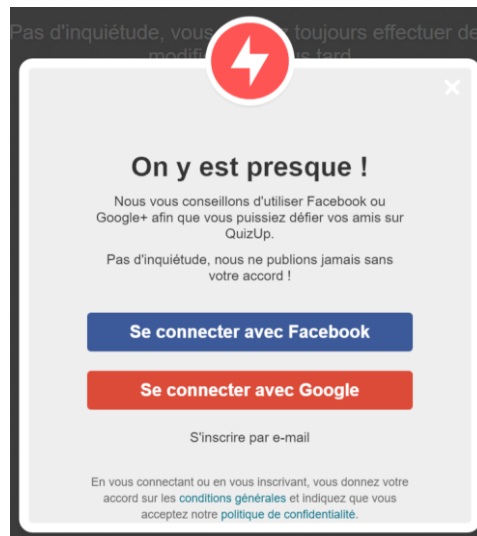 Pas d'inquiétude, vous toujours effectuer de
tard
On y est presque !
Nous vous conseillons d'utiliser Facebook ou
Google+ afin que vous puissiez défier vos amis sur
QuizUp.
Pas d'inquiétude, nous ne publions jamais sans
votre accord !
Se connecter avec Facebook
Se connecter avec Google
S'inscrire par e-mail
En vous connectant ou en vous inscrivant, vous donnez votre
accord sur les conditions générales et indiquez que vous
acceptez notre politique de confidentialité.